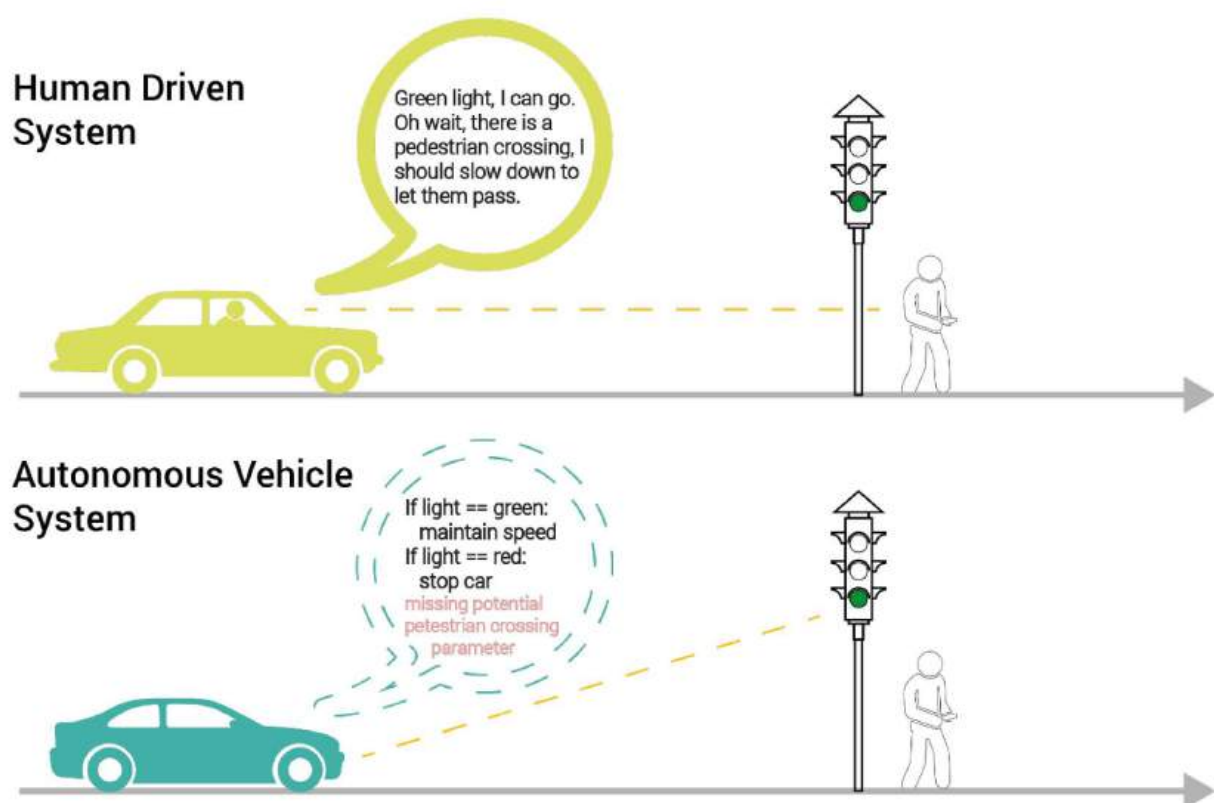 Human Driven
System
Green light, I can go.
Oh wait, there is a
pedestrian crossing, I
should slow down to
let them pass.
Autonomous Vehicle
System
If light == green:
maintain speed
If light == red:
stop car
missing potential
petestrian crossing
parameter